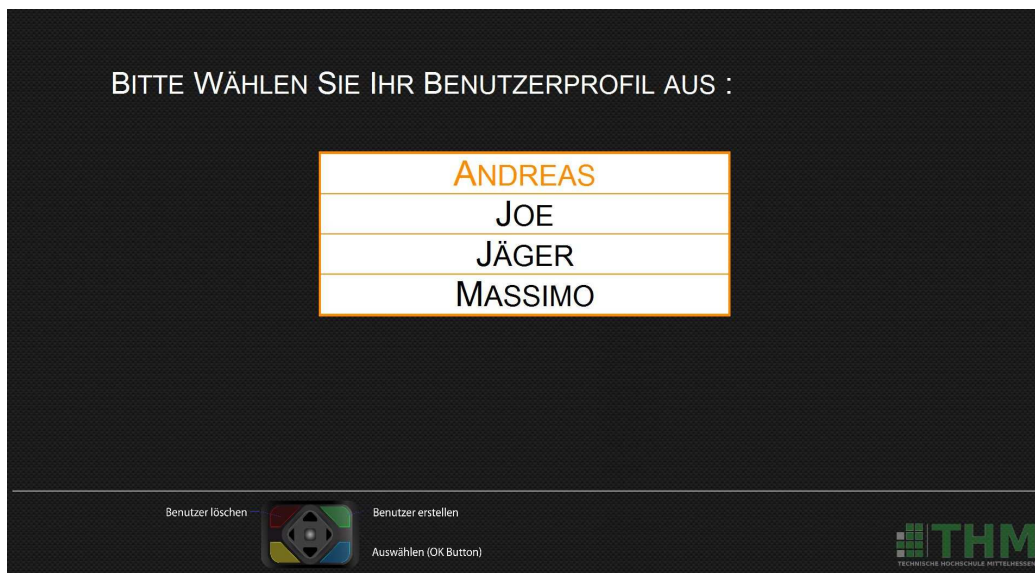 BITTE WÄHLEN SIE IHR BENUTZERPROFIL AUS :
ANDREAS
JOE
JÄGER
MASSIMO
Benutzer löschen
Benutzer erstellen
Auswählen (OK Button)
THM
TECHNISCHE HOCHSCHULE MITTELHESSEN